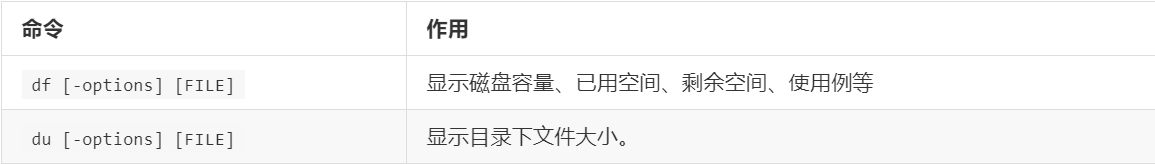 命令 作用
df [-options] [FILE] 显示磁盘容量、已用空间、剩余空间、使用例等
du [-options] [FILE] 显示目录下文件大小。